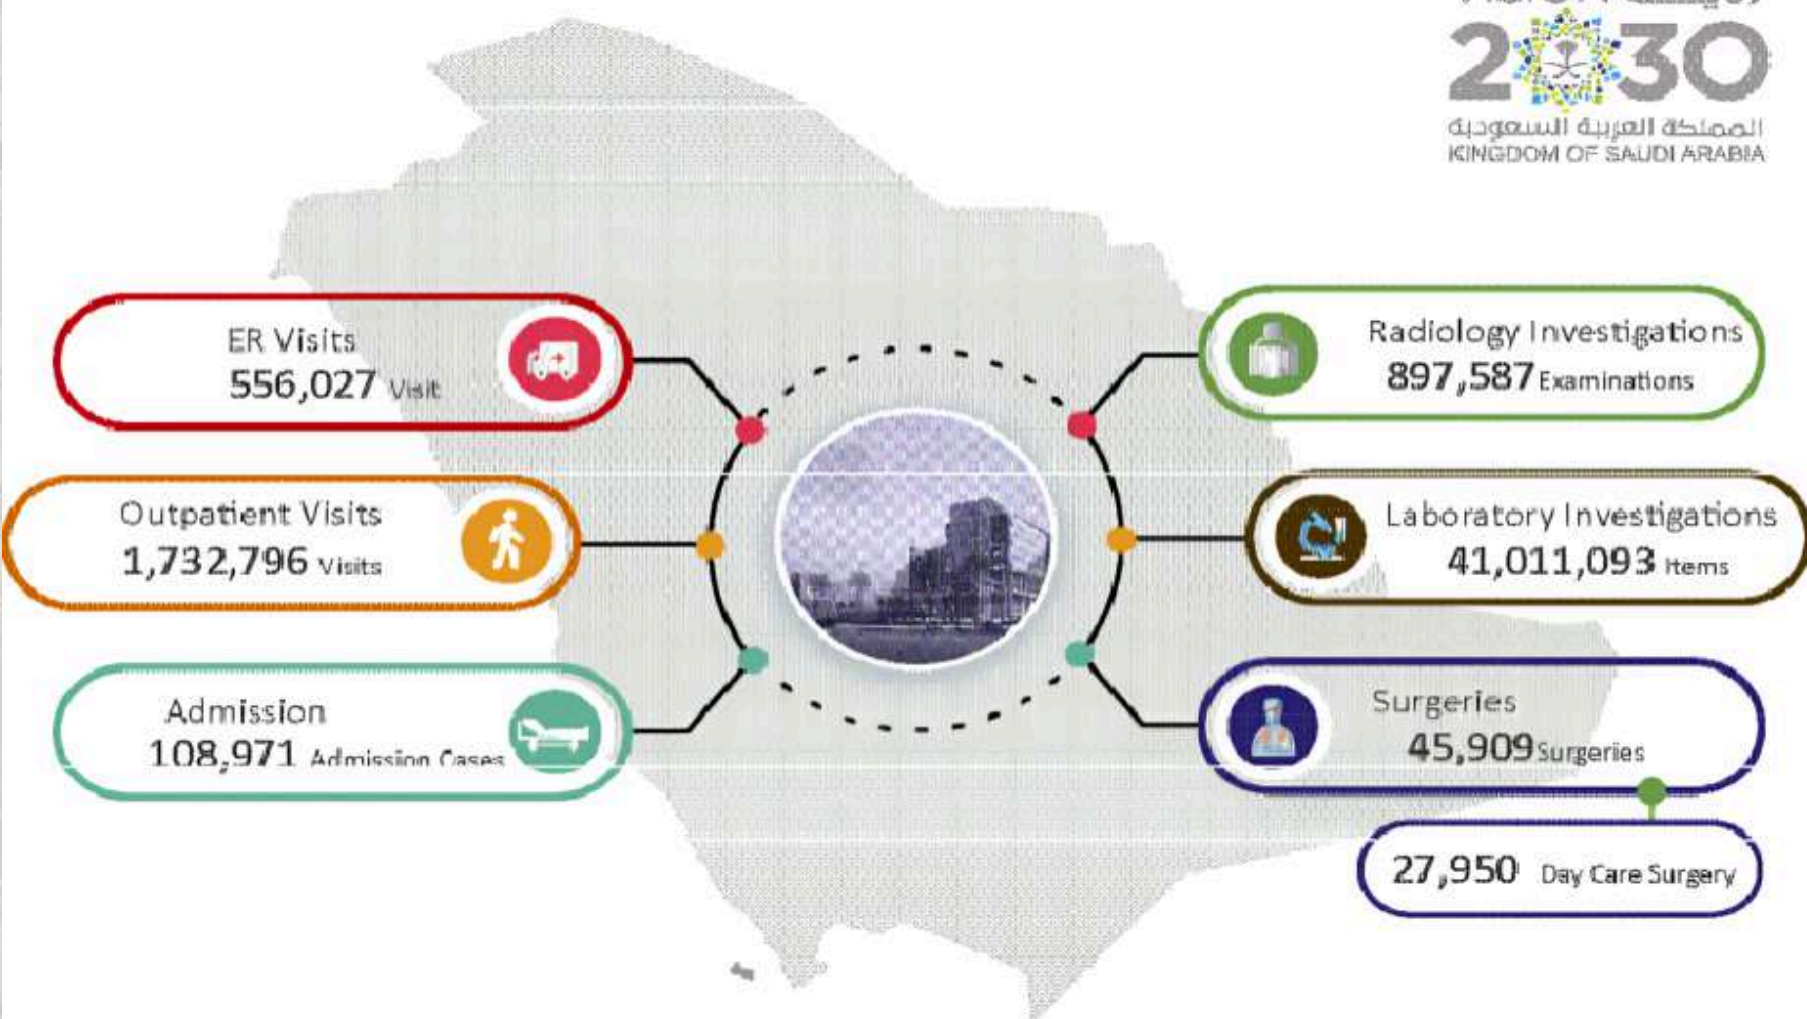 2030
المملكة العربية السعودية
KINGDOM OF SAUDI ARABIA
ER Visits
556,027 Visit
Outpatient Visits
1,732,796 Visits
Admission
108,971 Admission Cases
Radiology Investigations
897,587 Examinations
Laboratory Investigations
41,011,093 Items
Surgeries
45,909 Surgeries
27,950 Day Care Surgery